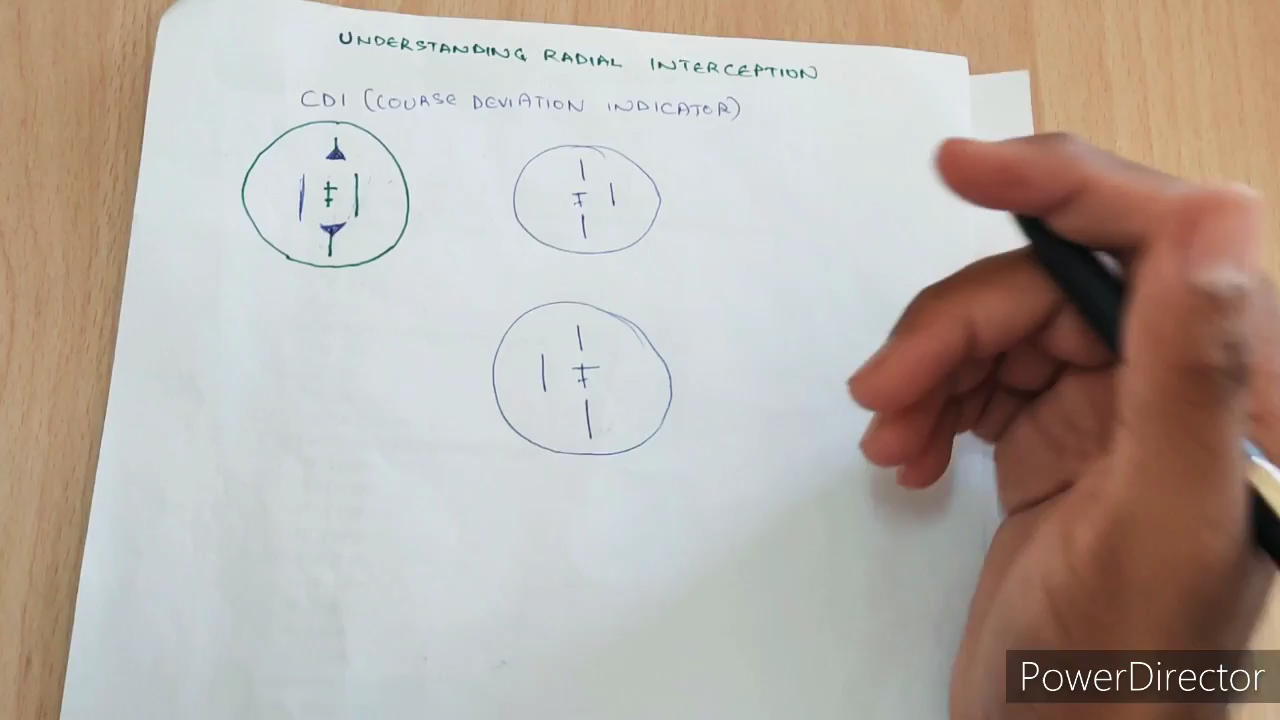 UNDERSTANDING RADIAL INTERCEPTION
CDI (COURSE DEVIATION INDICATOR)
PowerDirector